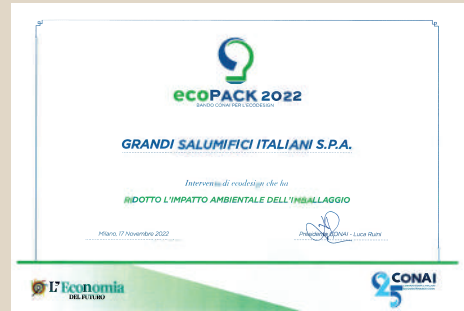 ecoPACK 2022
BANDO CONAI PER L'ECODESIGN
GRANDI SALUMIFICI ITALIANI S.P.A.
Intervento di ecodesign che ha
RIDOTTO L'IMPATTO AMBIENTALE DELL'IMBALLAGGIO
Milano, 17 Novembre 2022
Presidente CONAI - Luca Ruini
L'Economia
DEL FUTURO
25 CONAI